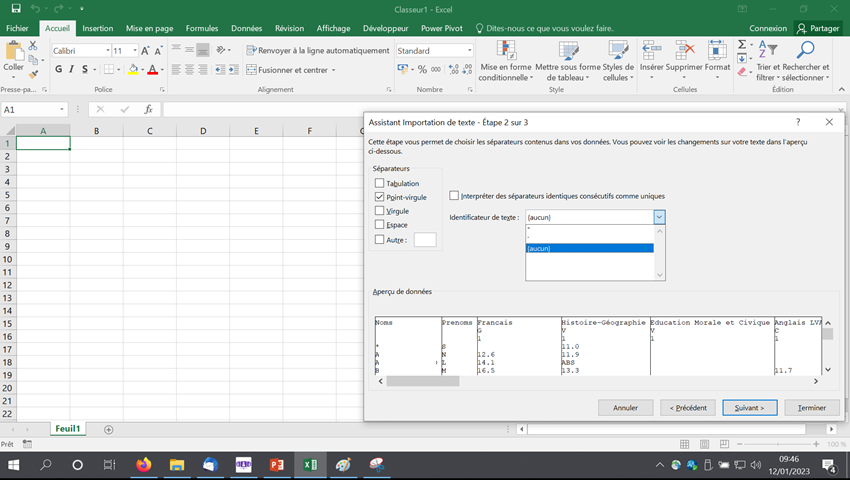 Classeur1 - Excel
Fichier Accueil Insertion Mise en page Formules Données Révision Affichage Développeur Power Pivot Dites-nous ce que vous voulez faire. Connexion Partager
Calibri 11 Renvoyer à la ligne automatiquement Standard
Coller G I S Fusionner et centrer % 000 Mise en forme conditionnelle Mettre sous forme de tableau Styles de cellules Insérer Supprimer Format Trier et filtrer Rechercher et sélectionner
Presse-pa... Police Alignement Nombre Style Cellules Édition
A1 fx
A B C D E F
1
2
3
4
5
6
7
8
9
10
11
12
13
14
15
16
17
18
19
20
21
22
Assistant Importation de texte - Étape 2 sur 3 ?
Cette étape vous permet de choisir les séparateurs contenus dans vos données. Vous pouvez voir les changements sur votre texte dans l'aperçu
ci-dessous.
Séparateurs
Tabulation
Point-virgule
Virgule
Espace
Autre :
Interpréter des séparateurs identiques consécutifs comme uniques
Identificateur de texte : {aucun}
"
'
{aucun}
Aperçu de données
Noms Prenoms Francais Histoire-Géographie Education Morale et Civique Anglais LVA
G V V C
1 1 1 1
* S 11.0
A N 12.6 11.9
A L 14.1 ABS
B M 16.5 13.3 11.7
Annuler < Précédent Suivant > Terminer
Feuil1
Prêt 100 %
09:46
12/01/2023
4